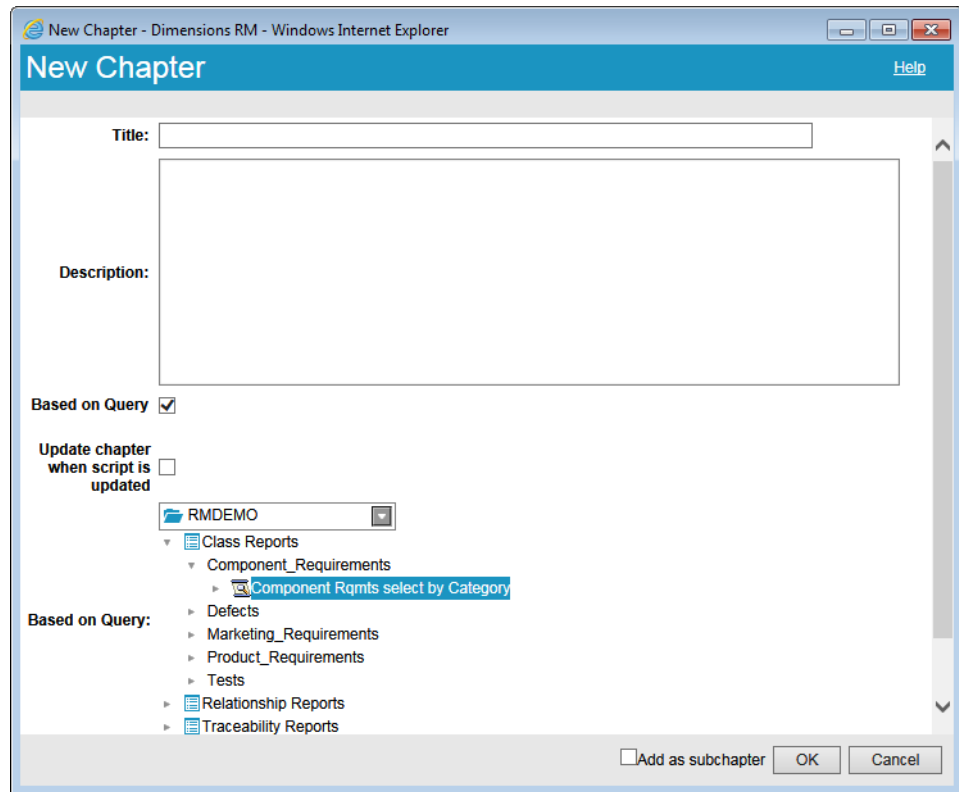 New Chapter - Dimensions RM - Windows Internet Explorer
New Chapter
Help
Title:
Description:
Based on Query
Update chapter
when script is
updated
RMDEMO
Class Reports
Component_Requirements
Component Rqmts select by Category
Defects
Based on Query:
Marketing_Requirements
Product_Requirements
Tests
Relationship Reports
Traceability Reports
Add as subchapter
OK
Cancel